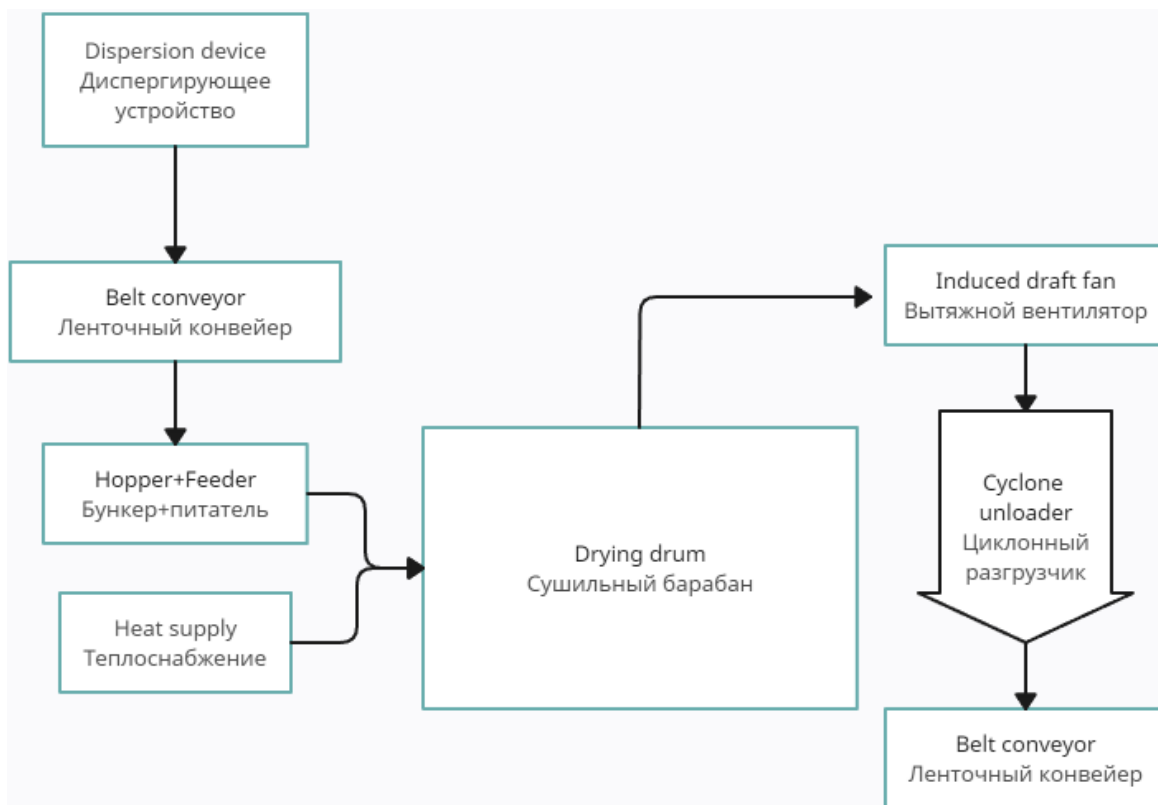 Dispersion device
Диспергирующее
устройство
Belt conveyor
Ленточный конвейер
Hopper+Feeder
Бункер+питатель
Heat supply
Теплоснабжение
Drying drum
Сушильный барабан
Induced draft fan
Вытяжной вентилятор
Cyclone
unloader
Циклонный
разгрузчик
Belt conveyor
Ленточный конвейер